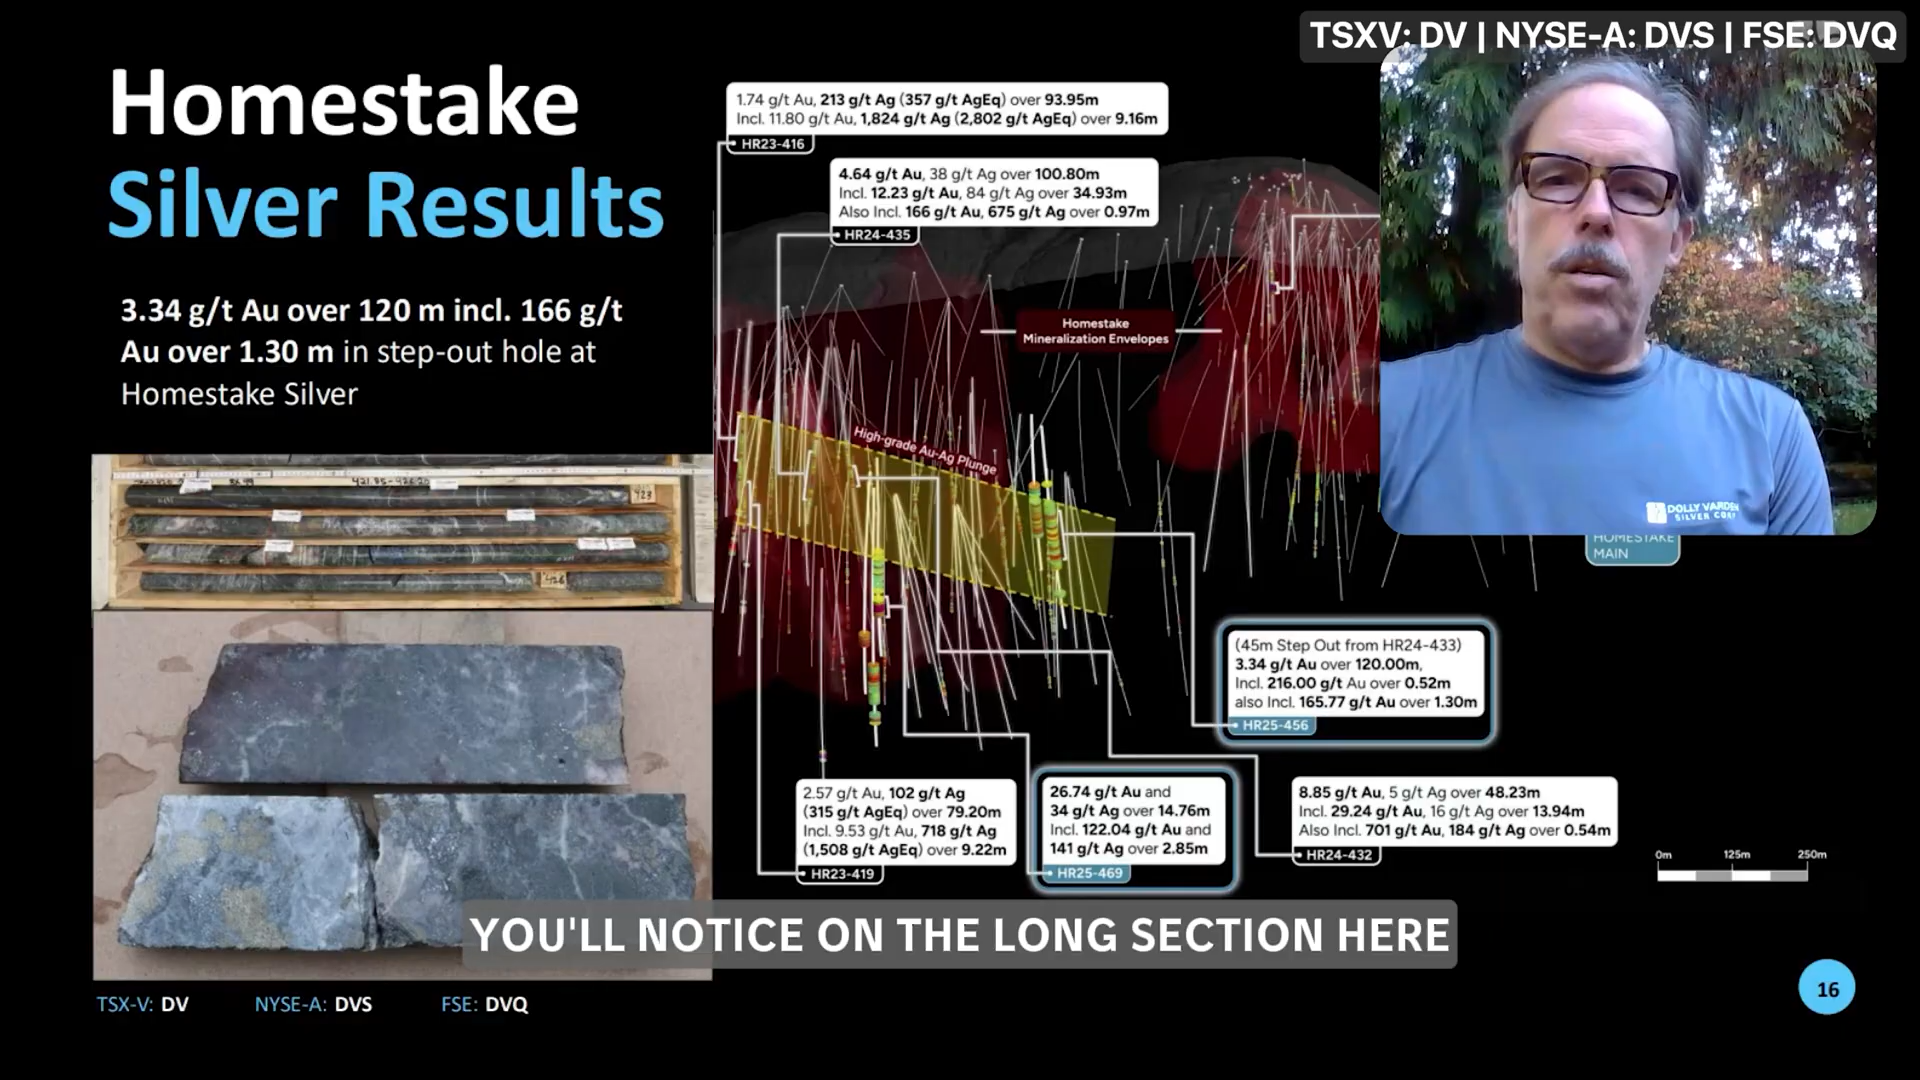 TSXV: DV | NYSE-A: DVS | FSE: DVQ
Homestake
Silver Results
3.34 g/t Au over 120 m incl. 166 g/t
Au over 1.30 m in step-out hole at
Homestake Silver
1.74 g/t Au, 213 g/t Ag (357 g/t AgEq) over 93.95m
Incl. 11.80 g/t Au, 1,824 g/t Ag (2,802 g/t AgEq) over 9.16m
HR23-416
4.64 g/t Au, 38 g/t Ag over 100.80m
Incl. 12.23 g/t Au, 84 g/t Ag over 34.93m
Also Incl. 166 g/t Au, 675 g/t Ag over 0.97m
HR24-435
Homestake
Mineralization Envelopes
High-grade Au-Ag Plunge
DOLLY VARDEN
SILVER CORP
HOMESTAKE
MAIN
(45m Step Out from HR24-433)
3.34 g/t Au over 120.00m,
Incl. 216.00 g/t Au over 0.52m
also Incl. 165.77 g/t Au over 1.30m
HR25-456
2.57 g/t Au, 102 g/t Ag
(315 g/t AgEq) over 79.20m
Incl. 9.53 g/t Au, 718 g/t Ag
(1,508 g/t AgEq) over 9.22m
HR23-419
26.74 g/t Au and
34 g/t Ag over 14.76m
Incl. 122.04 g/t Au and
141 g/t Ag over 2.85m
HR25-469
8.85 g/t Au, 5 g/t Ag over 48.23m
Incl. 29.24 g/t Au, 16 g/t Ag over 13.94m
Also Incl. 701 g/t Au, 184 g/t Ag over 0.54m
HR24-432
0m 125m 250m
YOU'LL NOTICE ON THE LONG SECTION HERE
TSX-V: DV NYSE-A: DVS FSE: DVQ
16